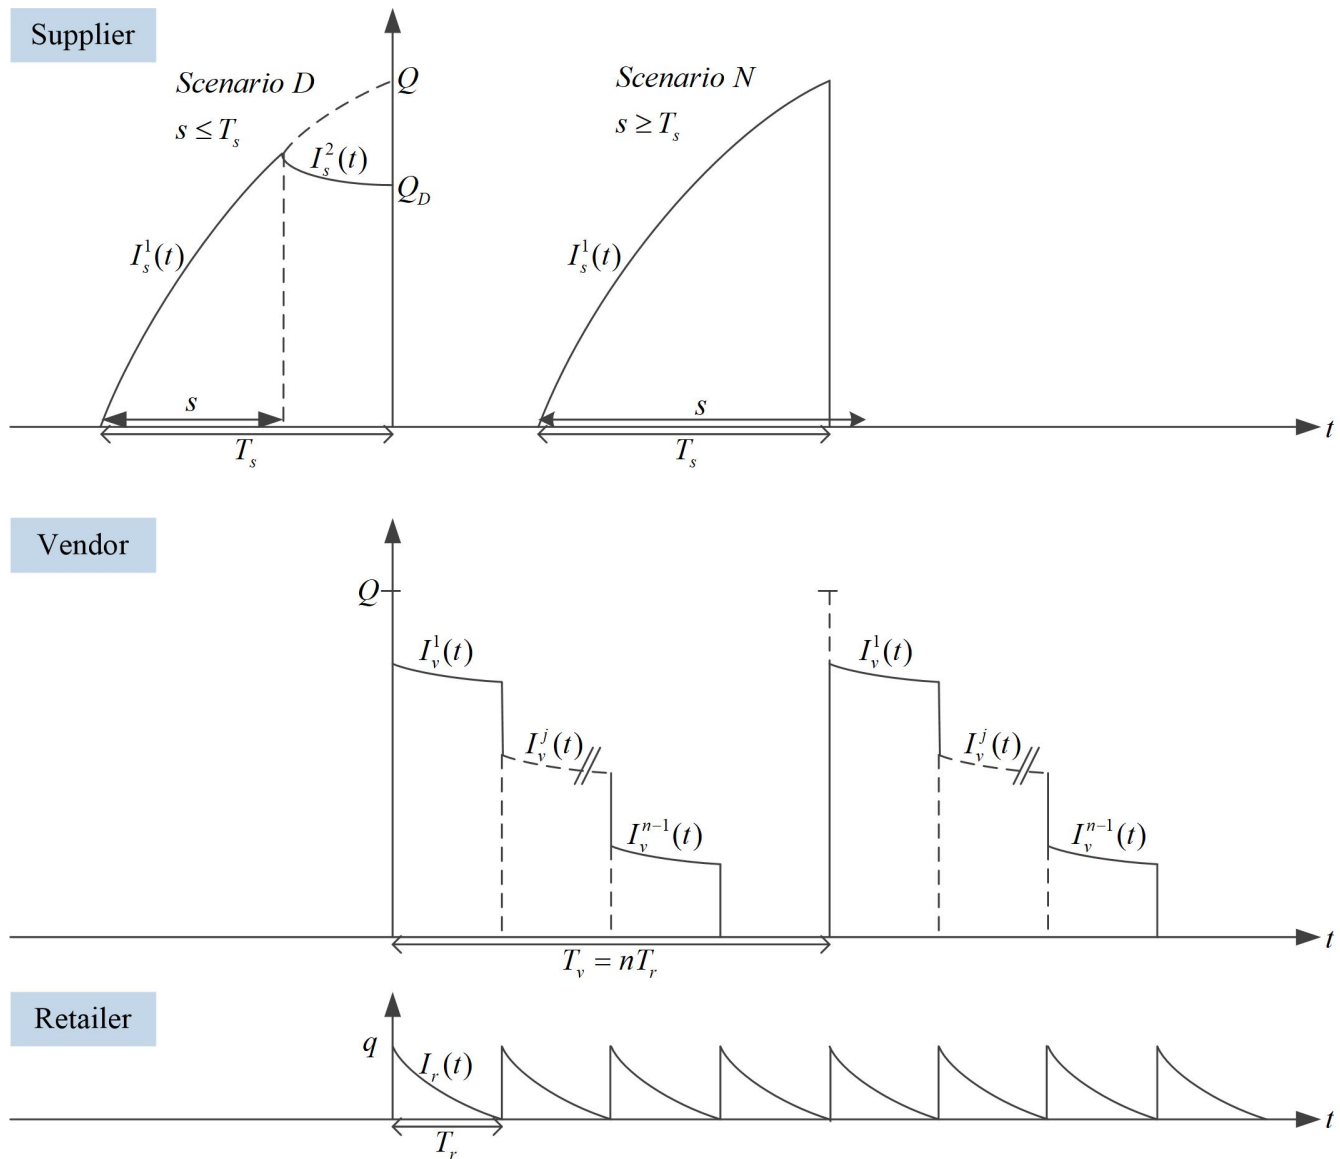 Supplier
Scenario D
s ≤ T_s
Q
I_s^2(t)
Q_D
I_s^1(t)
s
T_s
Scenario N
s ≥ T_s
I_s^1(t)
s
T_s
t
Vendor
Q
I_v^1(t)
I_v^j(t)
I_v^{n-1}(t)
I_v^1(t)
I_v^j(t)
I_v^{n-1}(t)
T_v = nT_r
t
Retailer
q
I_r(t)
T_r
t